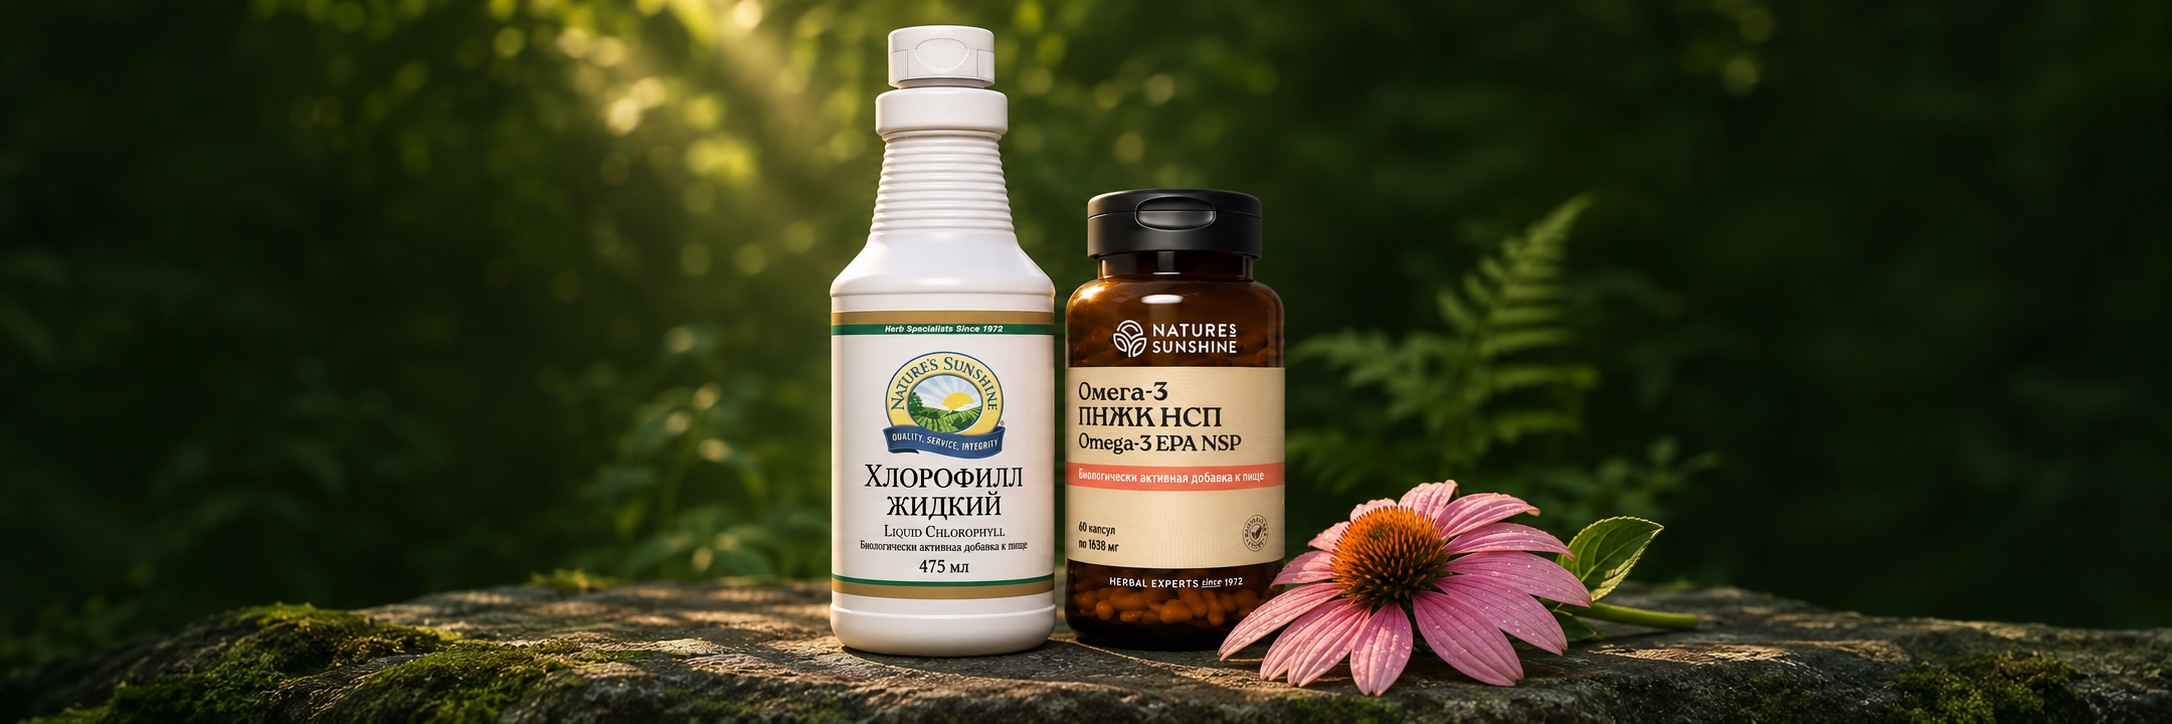 Herb Specialists Since 1972
NATURE'S SUNSHINE
QUALITY, SERVICE, INTEGRITY
ХЛОРОФИЛЛ
ЖИДКИЙ
LIQUID CHLOROPHYLL
Биологически активная добавка к пище
475 мл
NATURES
SUNSHINE
Омега-3
ПНЖК НСП
Omega-3 EPA NSP
Биологически активная добавка к пище
60 капсул
по 1638 мг
HERBAL EXPERTS since 1972